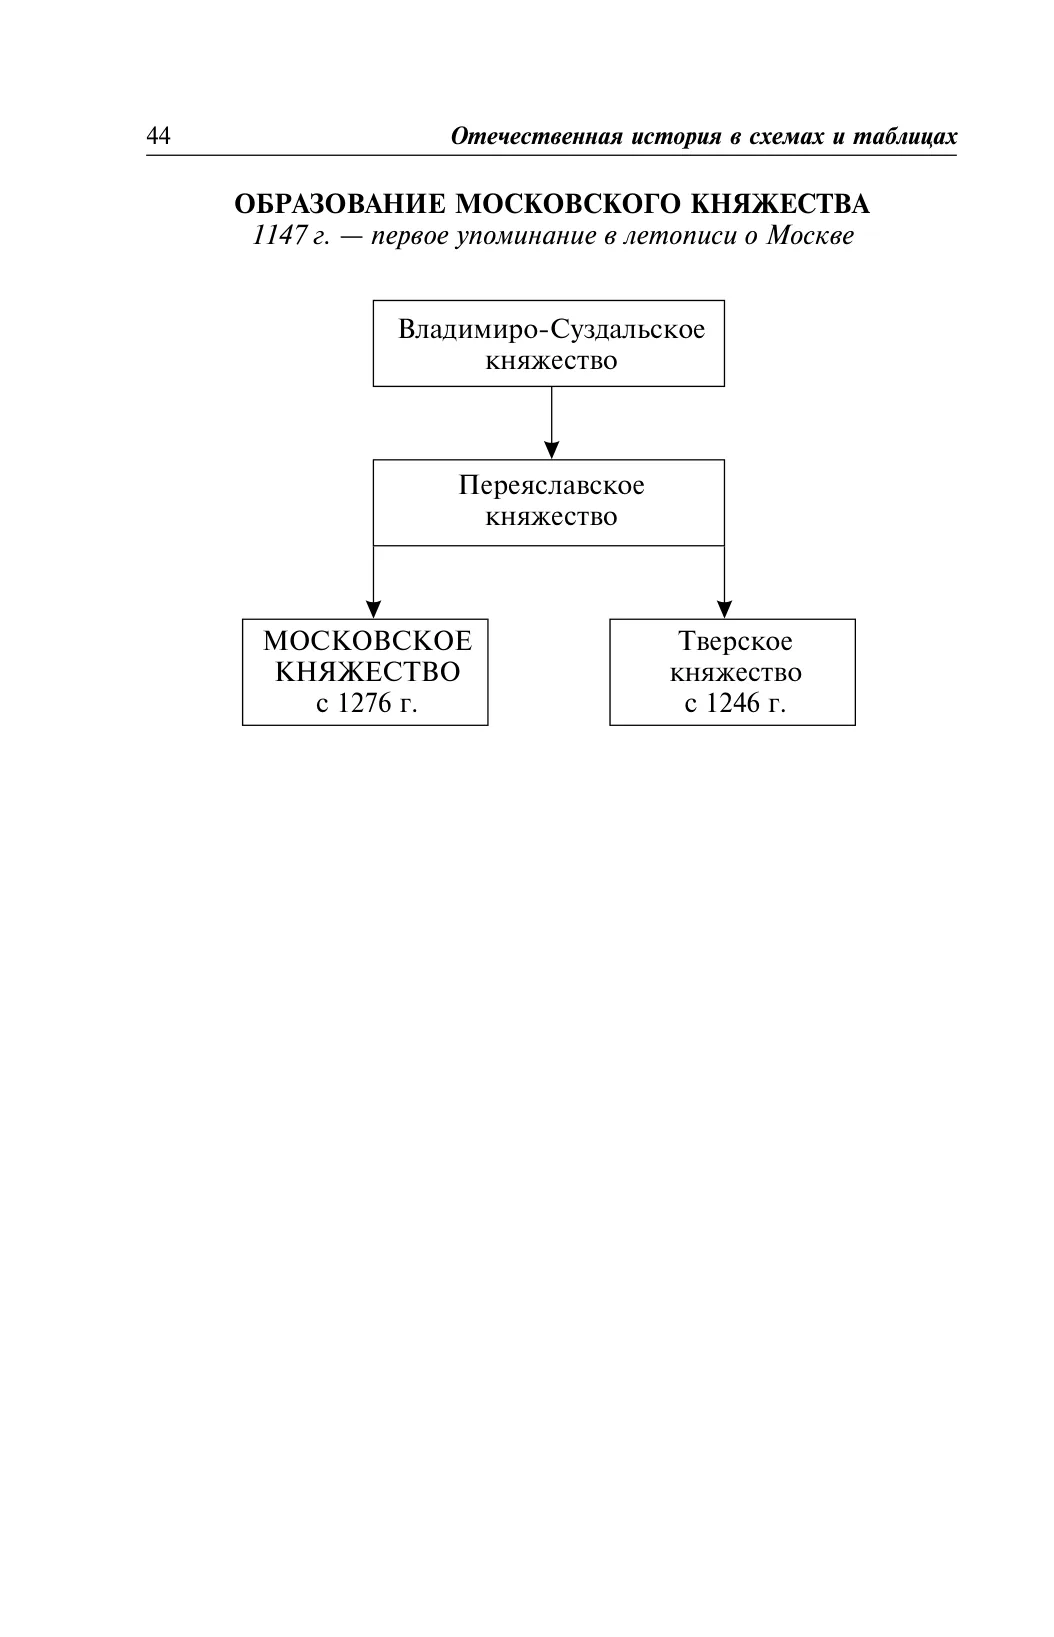 44 Отечественная история в схемах и таблицах
ОБРАЗОВАНИЕ МОСКОВСКОГО КНЯЖЕСТВА
1147 г. — первое упоминание в летописи о Москве
Владимиро-Суздальское
княжество
Переяславское
княжество
МОСКОВСКОЕ
КНЯЖЕСТВО
с 1276 г.
Тверское
княжество
с 1246 г.